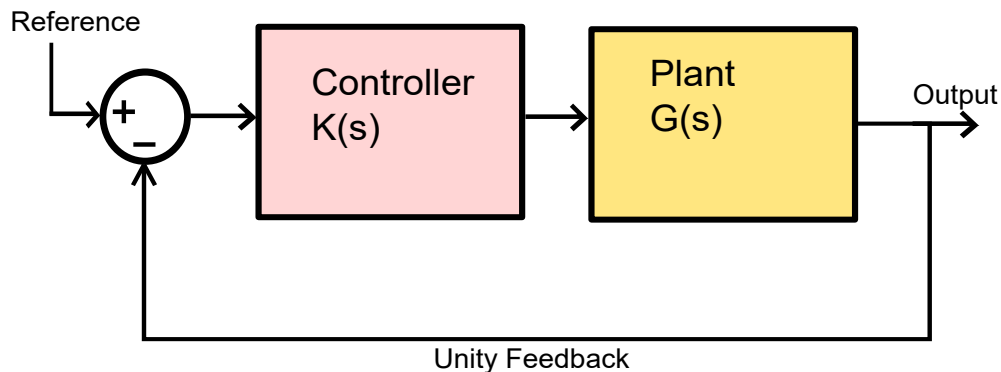 Reference
+
−
Controller
K(s)
Plant
G(s)
Output
Unity Feedback